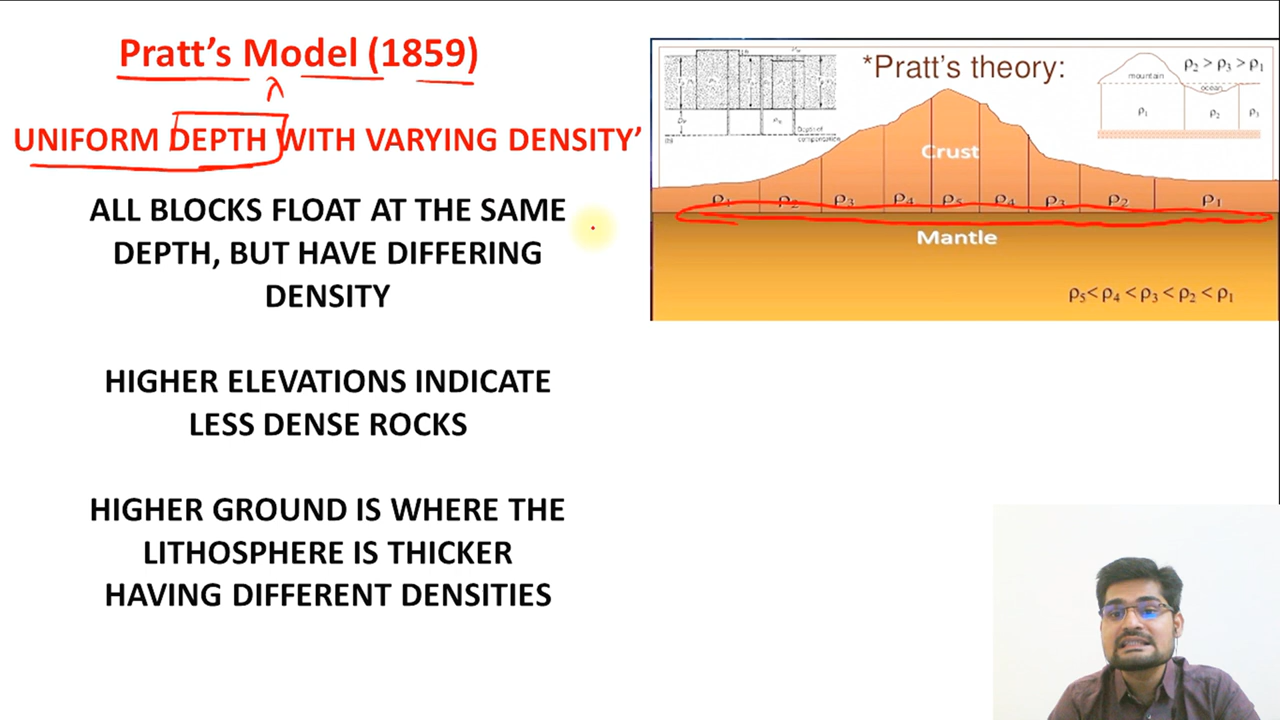 Pratt's Model (1859)
UNIFORM DEPTH WITH VARYING DENSITY'
ALL BLOCKS FLOAT AT THE SAME
DEPTH, BUT HAVE DIFFERING
DENSITY
HIGHER ELEVATIONS INDICATE
LESS DENSE ROCKS
HIGHER GROUND IS WHERE THE
LITHOSPHERE IS THICKER
HAVING DIFFERENT DENSITIES
*Pratt's theory:
ρ2 > ρ3 > ρ1
mountain
ocean
ρ1 ρ2 ρ3
Depth of
compensation
Crust
ρ1 ρ2 ρ3 ρ4 ρ5 ρ4 ρ3 ρ2 ρ1
Mantle
ρ5< ρ4 < ρ3 < ρ2 < ρ1